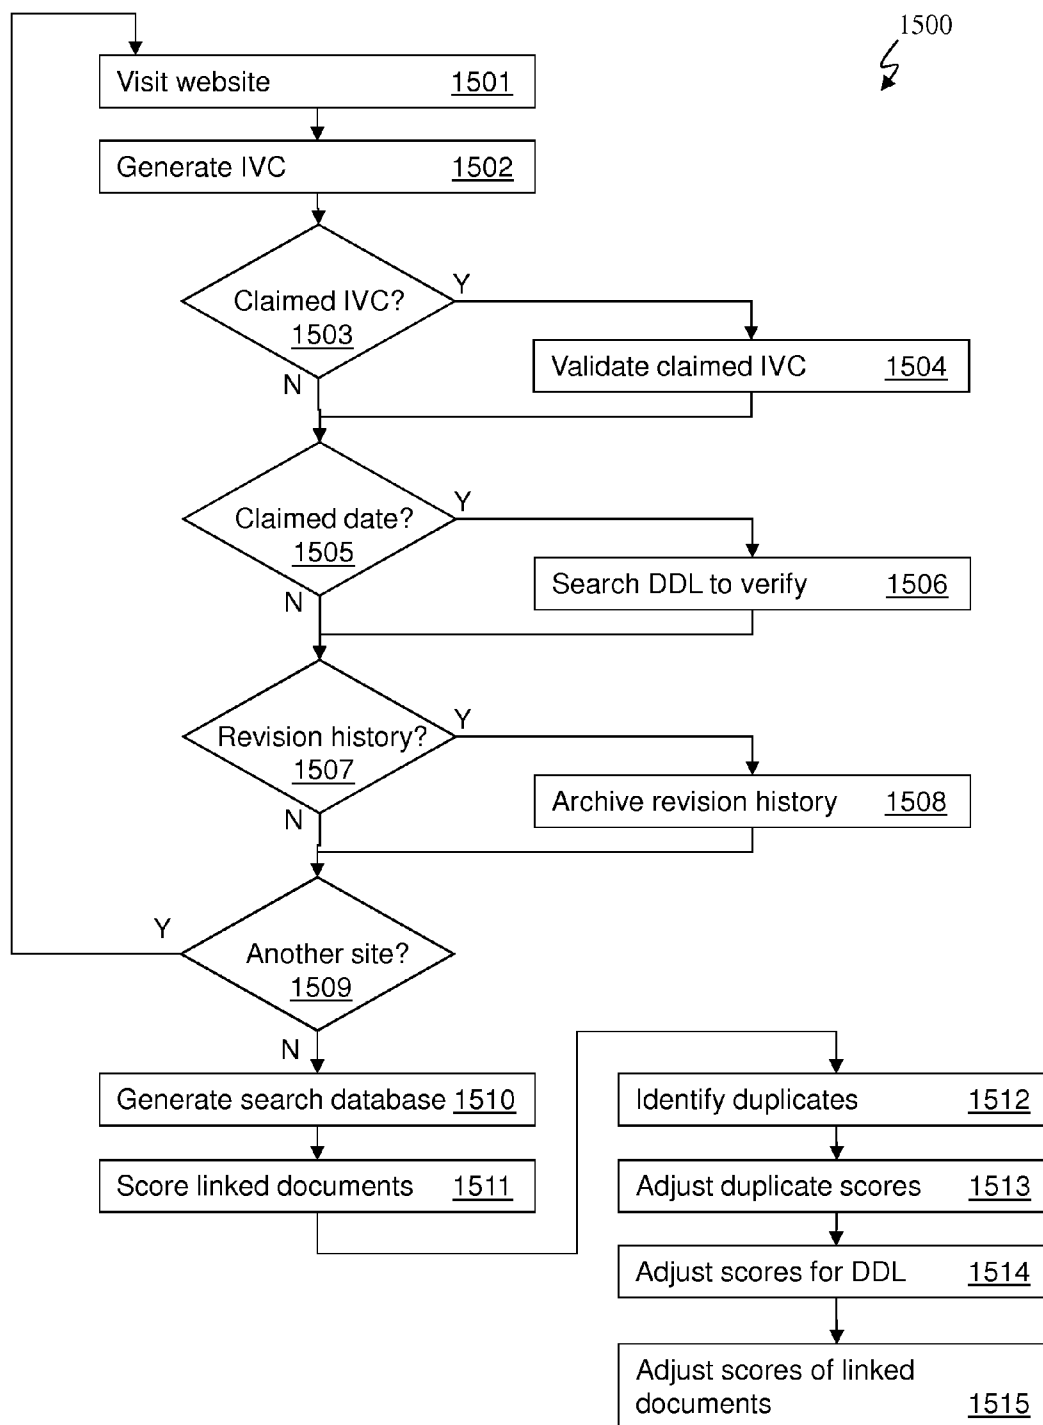 1500
Visit website 1501
Generate IVC 1502
Y
Claimed IVC?
1503
Validate claimed IVC 1504
N
Y
Claimed date?
1505
Search DDL to verify 1506
N
Y
Revision history?
1507
Archive revision history 1508
N
Y
Another site?
1509
N
Generate search database 1510
Identify duplicates 1512
Score linked documents 1511
Adjust duplicate scores 1513
Adjust scores for DDL 1514
Adjust scores of linked
documents 1515